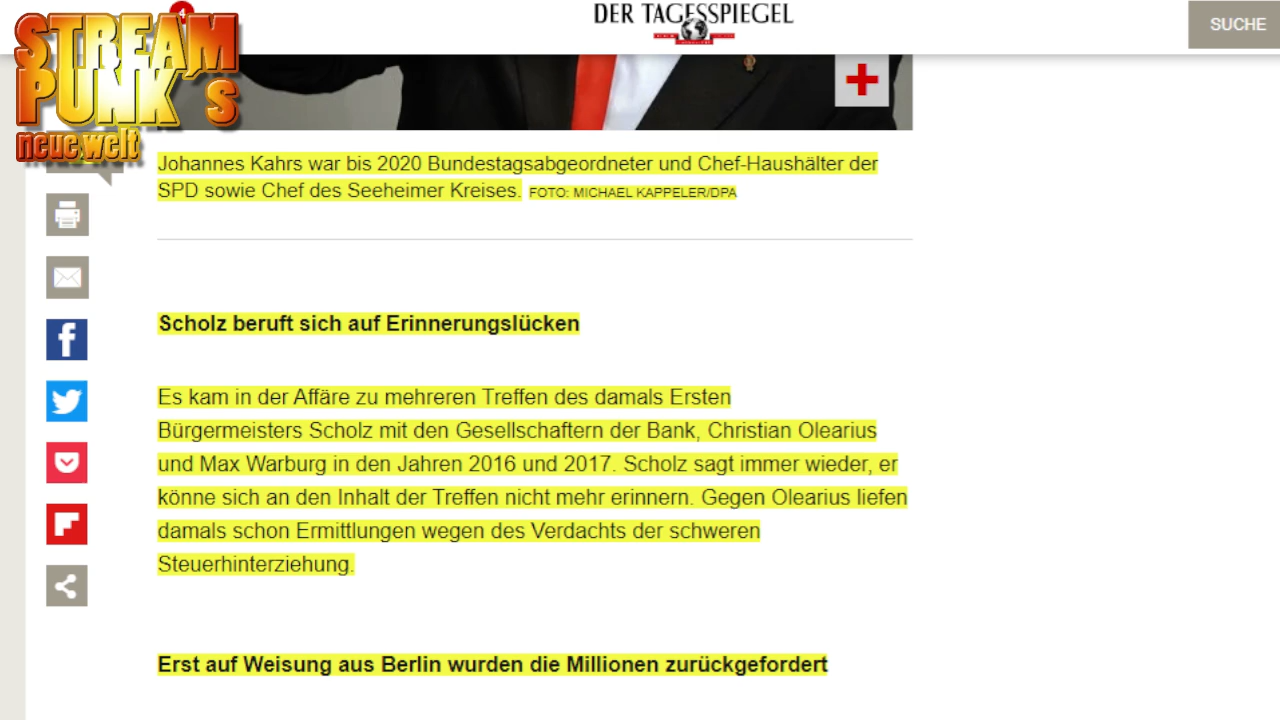 4
STREAM
PUNK´s
neue welt
DER TAGESSPIEGEL
SUCHE
Johannes Kahrs war bis 2020 Bundestagsabgeordneter und Chef-Haushälter der
SPD sowie Chef des Seeheimer Kreises. FOTO: MICHAEL KAPPELER/DPA
Scholz beruft sich auf Erinnerungslücken
Es kam in der Affäre zu mehreren Treffen des damals Ersten
Bürgermeisters Scholz mit den Gesellschaftern der Bank, Christian Olearius
und Max Warburg in den Jahren 2016 und 2017. Scholz sagt immer wieder, er
könne sich an den Inhalt der Treffen nicht mehr erinnern. Gegen Olearius liefen
damals schon Ermittlungen wegen des Verdachts der schweren
Steuerhinterziehung.
Erst auf Weisung aus Berlin wurden die Millionen zurückgefordert